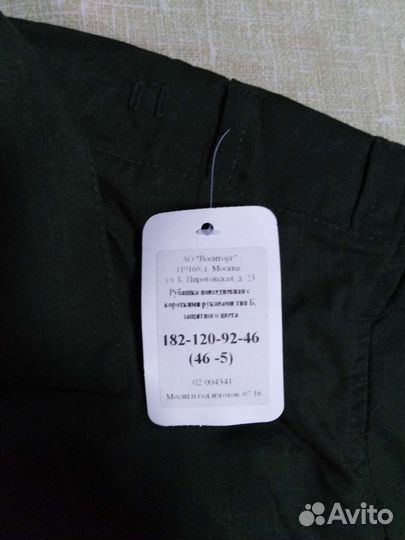 АО "Военторг"
119160, г. Москва,
ул. Б. Пироговская, д. 23
Рубашка повседневная с
короткими рукавами тип Б,
защитного цвета
182-120-92-46
(46 -5)
02.004341
Месяц и год изготов. 07.16
Avito